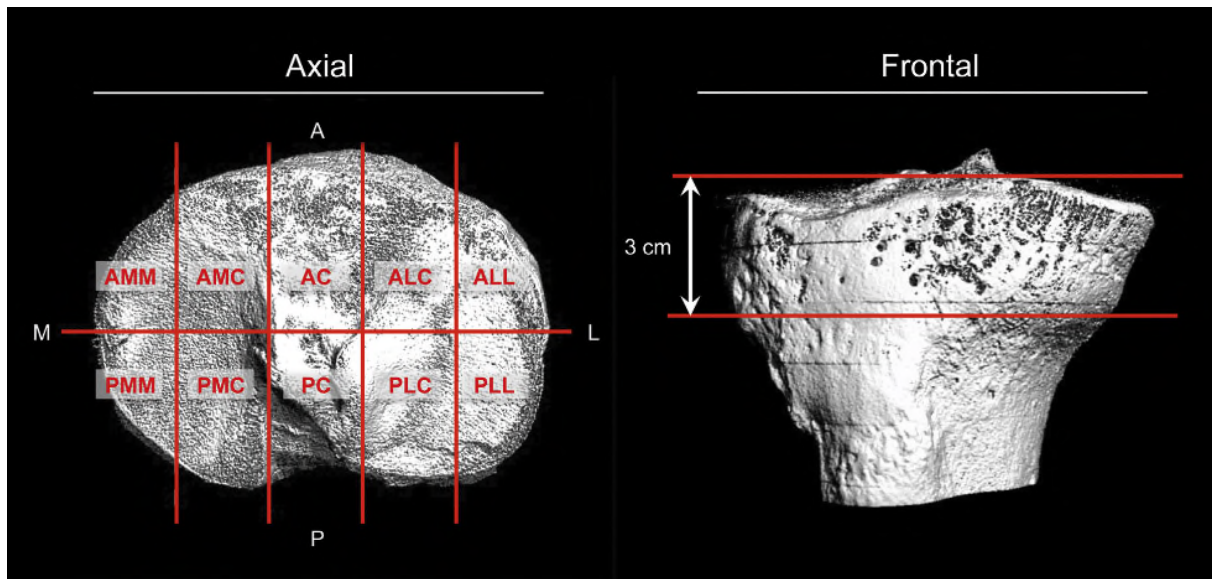 Axial
A
AMM AMC AC ALC ALL
M L
PMM PMC PC PLC PLL
P
Frontal
3 cm